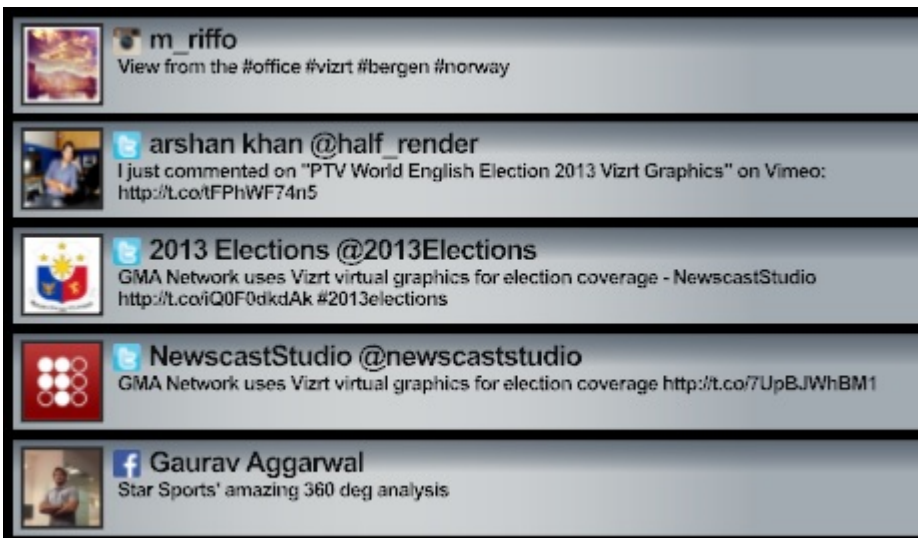 m_riffo
View from the #office #vizrt #bergen #norway
arshan khan @half_render
I just commented on "PTV World English Election 2013 Vizrt Graphics" on Vimeo:
http://t.co/tFPhWF74n5
2013 Elections @2013Elections
GMA Network uses Vizrt virtual graphics for election coverage - NewscastStudio
http://t.co/iQ0F0dkdAk #2013elections
NewscastStudio @newscaststudio
GMA Network uses Vizrt virtual graphics for election coverage http://t.co/7UpBJWhBM1
Gaurav Aggarwal
Star Sports' amazing 360 deg analysis